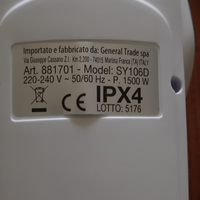 Importato e fabbricato da: General Trade spa
Via Giuseppe Cassano Z.I. Km 2,200 - 74015 Martina Franca (TA) ITALY
Art. 881701 - Model: SY106D
220-240 V ~ 50/60 Hz - P. 1500 W
CE IPX4
LOTTO: 5176